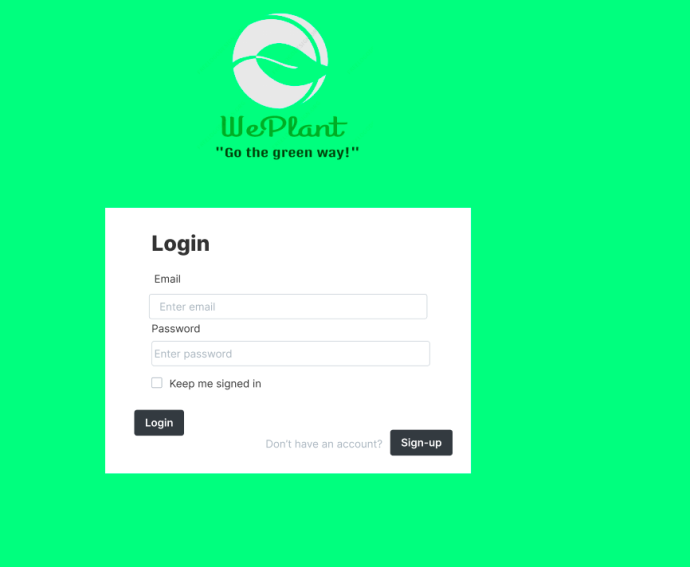 WePlant
"Go the green way!"
Login
Email
Enter email
Password
Enter password
Keep me signed in
Login
Don't have an account? Sign-up